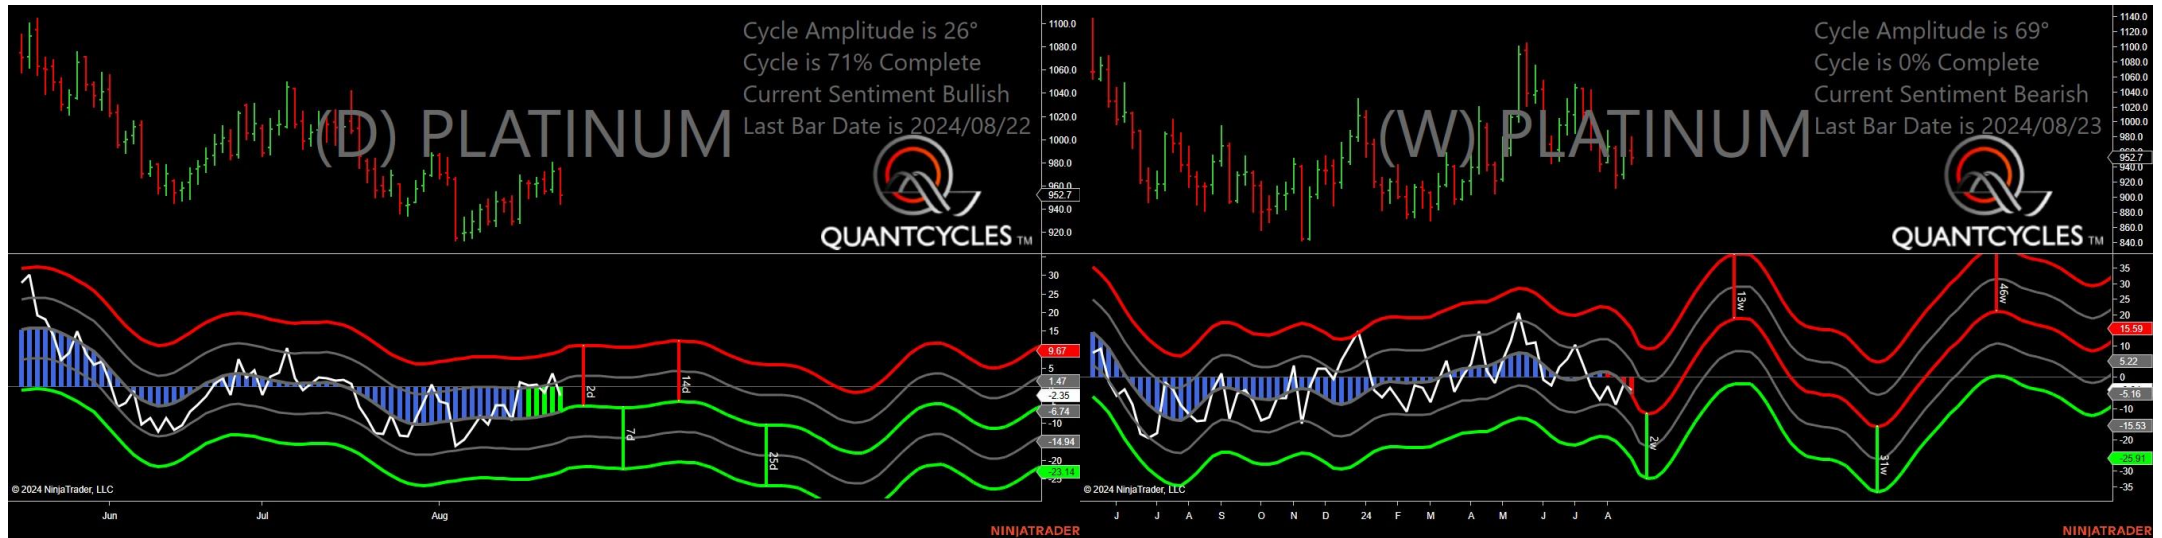 Cycle Amplitude is 26°
Cycle is 71% Complete
Current Sentiment Bullish
Last Bar Date is 2024/08/22
(D) PLATINUM
QUANTCYCLES TM
1100.0
1080.0
1060.0
1040.0
1020.0
1000.0
980.0
960.0
952.7
940.0
920.0
30
25
20
15
9.67
5
1.47
-2.35
-6.74
-10
-14.94
-20
-23.14
2d
14d
7d
25d
© 2024 NinjaTrader, LLC
Jun
Jul
Aug
NINJATRADER
Cycle Amplitude is 69°
Cycle is 0% Complete
Current Sentiment Bearish
Last Bar Date is 2024/08/23
(W) PLATINUM
QUANTCYCLES TM
1140.0
1120.0
1100.0
1080.0
1060.0
1040.0
1020.0
1000.0
980.0
952.7
940.0
920.0
900.0
880.0
860.0
840.0
35
30
25
20
15.59
10
5.22
0
-5.16
-10
-15.53
-20
-25.91
-30
-35
2w
13w
31w
46w
© 2024 NinjaTrader, LLC
J
J
A
S
O
N
D
24
F
M
A
M
J
J
A
NINJATRADER